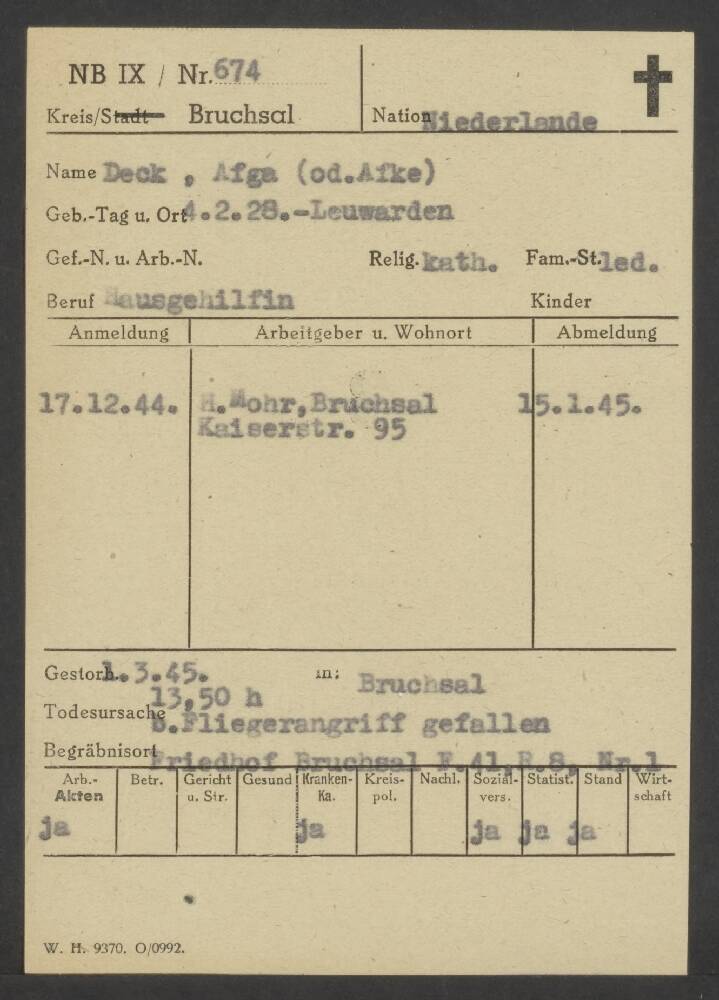 NB IX / Nr. 674
Kreis/Stadt Bruchsal
Nation Niederlande
Name Deck, Afga (od.Afke)
Geb.-Tag u. Ort 4.2.28.-Leuwarden
Gef.-N. u. Arb.-N. Relig. kath. Fam.-St. led.
Beruf Hausgehilfin Kinder
Anmeldung Arbeitgeber u. Wohnort Abmeldung
17.12.44. H.Mohr,Bruchsal 15.1.45.
Kaiserstr. 95
Gestorb. 1.3.45. in: Bruchsal
13,50 h
Todesursache b.Fliegerangriff gefallen
Begräbnisort Friedhof Bruchsal F.41,R.8, Nr.1
Arb.- Betr. Gericht Gesund Kranken- Kreis- Nachl. Sozial- Statist. Stand Wirt-
Akten u. Str. Ka. pol. vers. schaft
ja ja ja ja ja
W. H. 9370. O/0992.